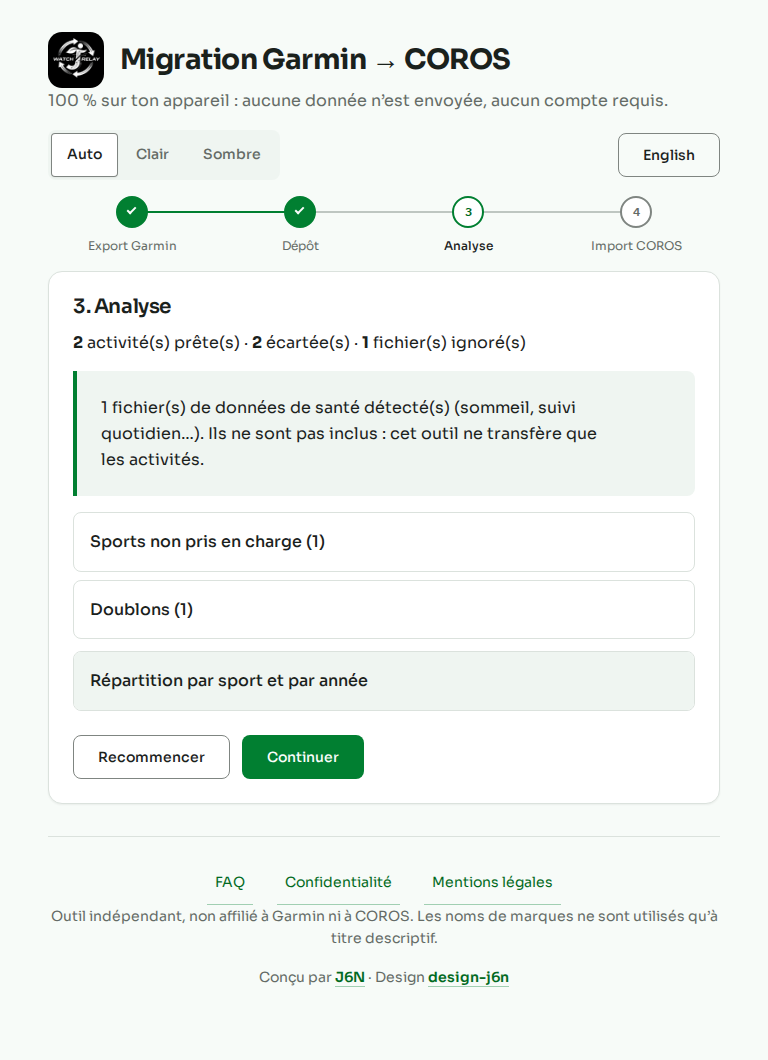 WATCH RELAY
Migration Garmin → COROS
100 % sur ton appareil : aucune donnée n’est envoyée, aucun compte requis.
Auto Clair Sombre English
3 4
Export Garmin Dépôt Analyse Import COROS
3. Analyse
2 activité(s) prête(s) · 2 écartée(s) · 1 fichier(s) ignoré(s)
1 fichier(s) de données de santé détecté(s) (sommeil, suivi
quotidien…). Ils ne sont pas inclus : cet outil ne transfère que
les activités.
Sports non pris en charge (1)
Doublons (1)
Répartition par sport et par année
Recommencer Continuer
FAQ Confidentialité Mentions légales
Outil indépendant, non affilié à Garmin ni à COROS. Les noms de marques ne sont utilisés qu’à
titre descriptif.
Conçu par J6N · Design design-j6n